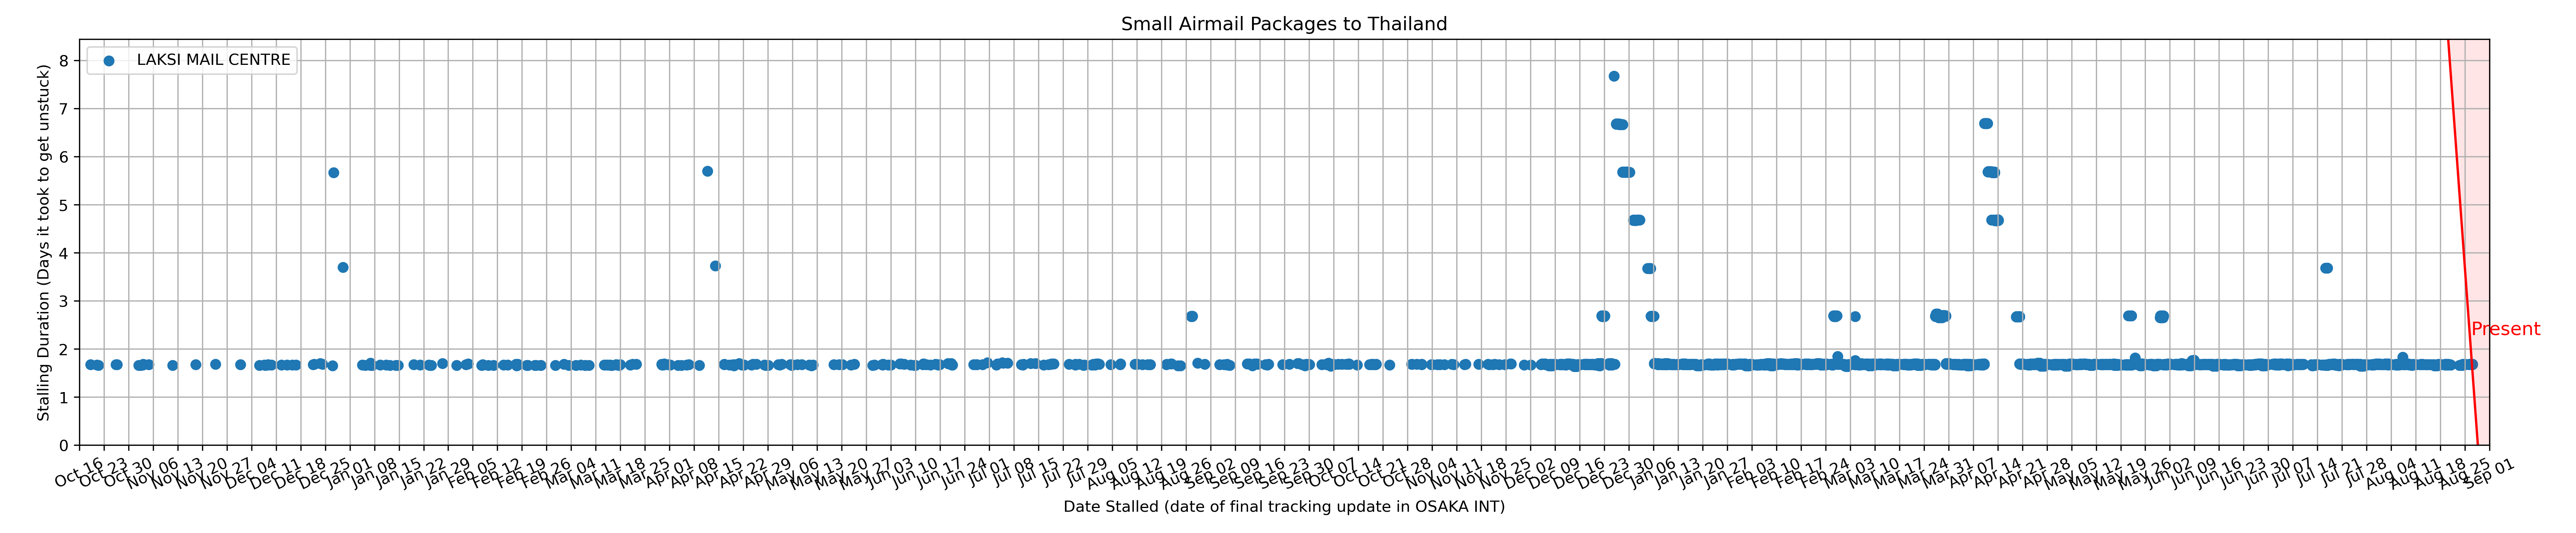 Small Airmail Packages to Thailand
LAKSI MAIL CENTRE
Stalling Duration (Days it took to get unstuck)
8
7
6
5
4
3
2
1
0
Present
Oct 16
Oct 23
Oct 30
Nov 06
Nov 13
Nov 20
Nov 27
Dec 04
Dec 11
Dec 18
Dec 25
Jan 01
Jan 08
Jan 15
Jan 22
Jan 29
Feb 05
Feb 12
Feb 19
Feb 26
Mar 04
Mar 11
Mar 18
Mar 25
Apr 01
Apr 08
Apr 15
Apr 22
Apr 29
May 06
May 13
May 20
May 27
Jun 03
Jun 10
Jun 17
Jun 24
Jul 01
Jul 08
Jul 15
Jul 22
Jul 29
Aug 05
Aug 12
Aug 19
Aug 26
Sep 02
Sep 09
Sep 16
Sep 23
Sep 30
Oct 07
Oct 14
Oct 21
Oct 28
Nov 04
Nov 11
Nov 18
Nov 25
Dec 02
Dec 09
Dec 16
Dec 23
Dec 30
Jan 06
Jan 13
Jan 20
Jan 27
Feb 03
Feb 10
Feb 17
Feb 24
Mar 03
Mar 10
Mar 17
Mar 24
Mar 31
Apr 07
Apr 14
Apr 21
Apr 28
May 05
May 12
May 19
May 26
Jun 02
Jun 09
Jun 16
Jun 23
Jun 30
Jul 07
Jul 14
Jul 21
Jul 28
Aug 04
Aug 11
Aug 18
Aug 25
Sep 01
Date Stalled (date of final tracking update in OSAKA INT)